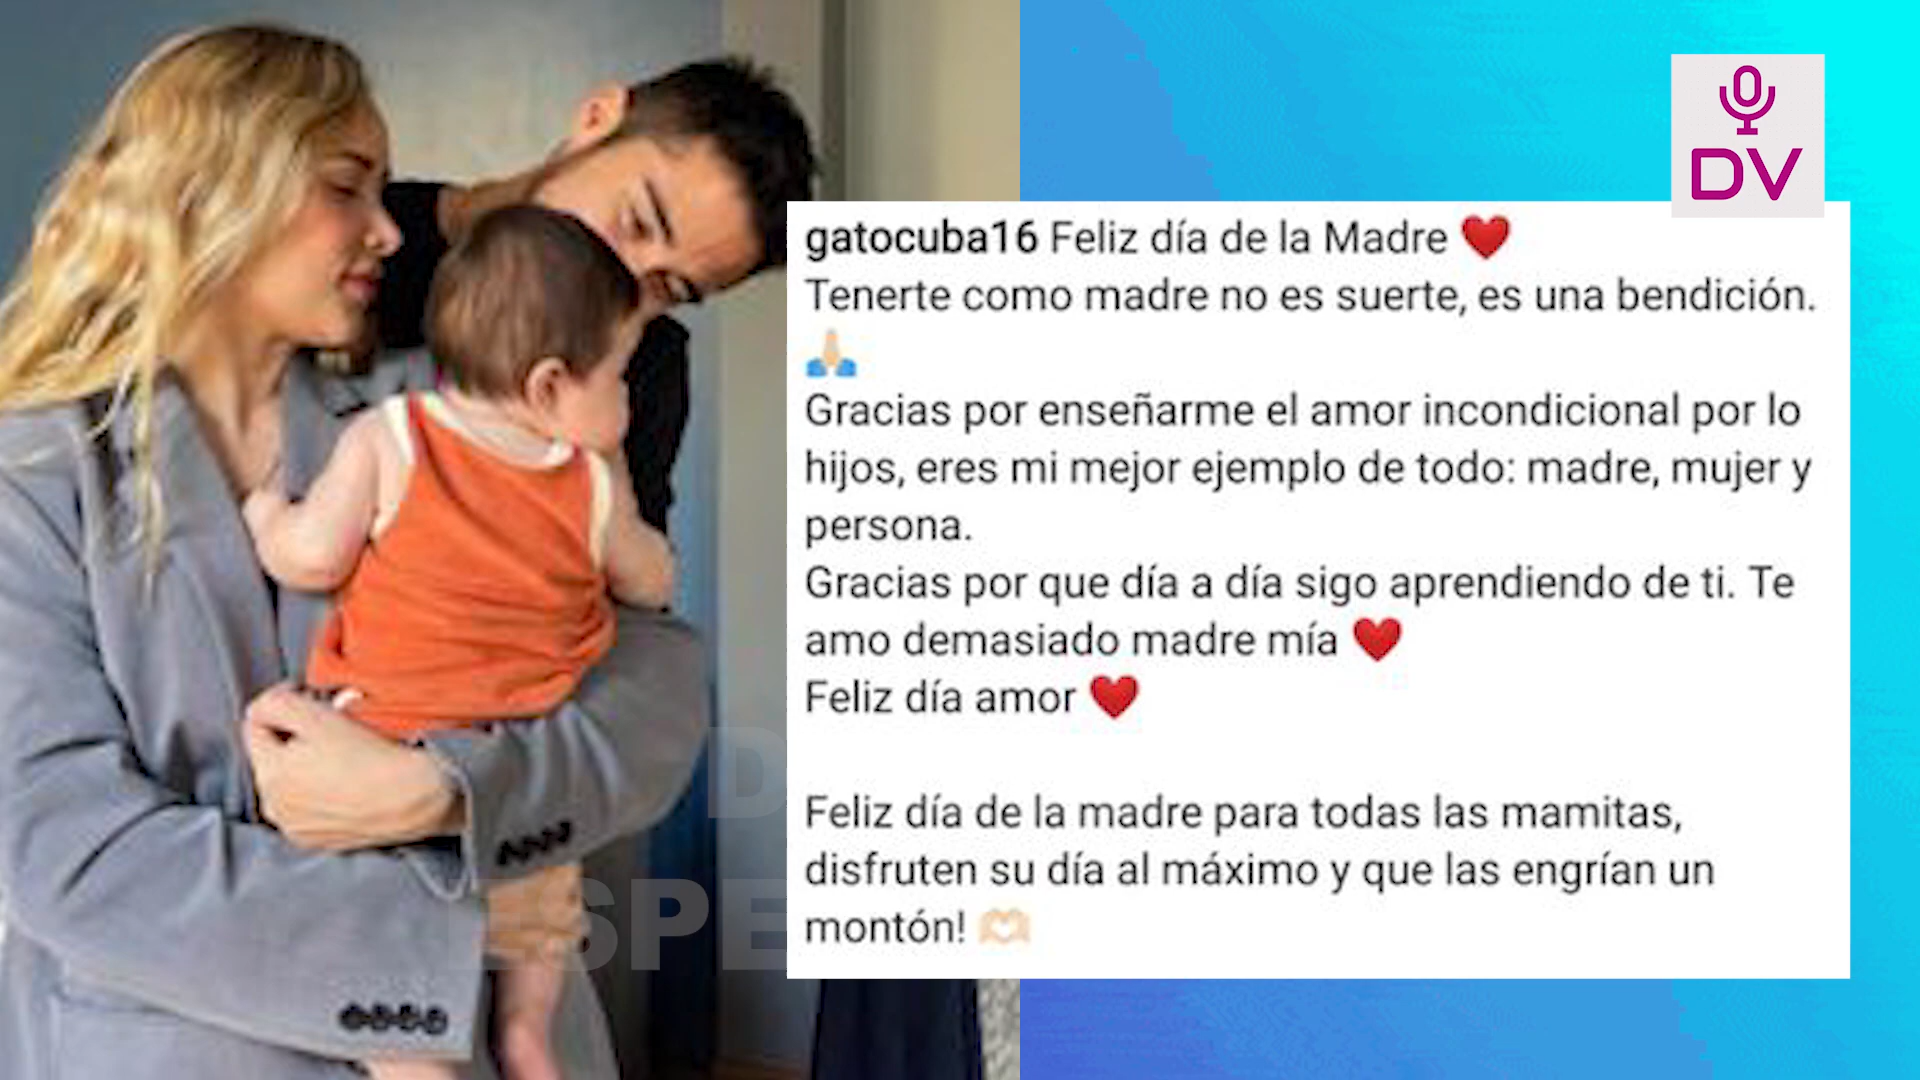 DV
gatocuba16 Feliz día de la Madre ❤️
Tenerte como madre no es suerte, es una bendición.
🙏🏻
Gracias por enseñarme el amor incondicional por lo
hijos, eres mi mejor ejemplo de todo: madre, mujer y
persona.
Gracias por que día a día sigo aprendiendo de ti. Te
amo demasiado madre mía ❤️
Feliz día amor ❤️
Feliz día de la madre para todas las mamitas,
disfruten su día al máximo y que las engrían un
montón! 🫶🏻